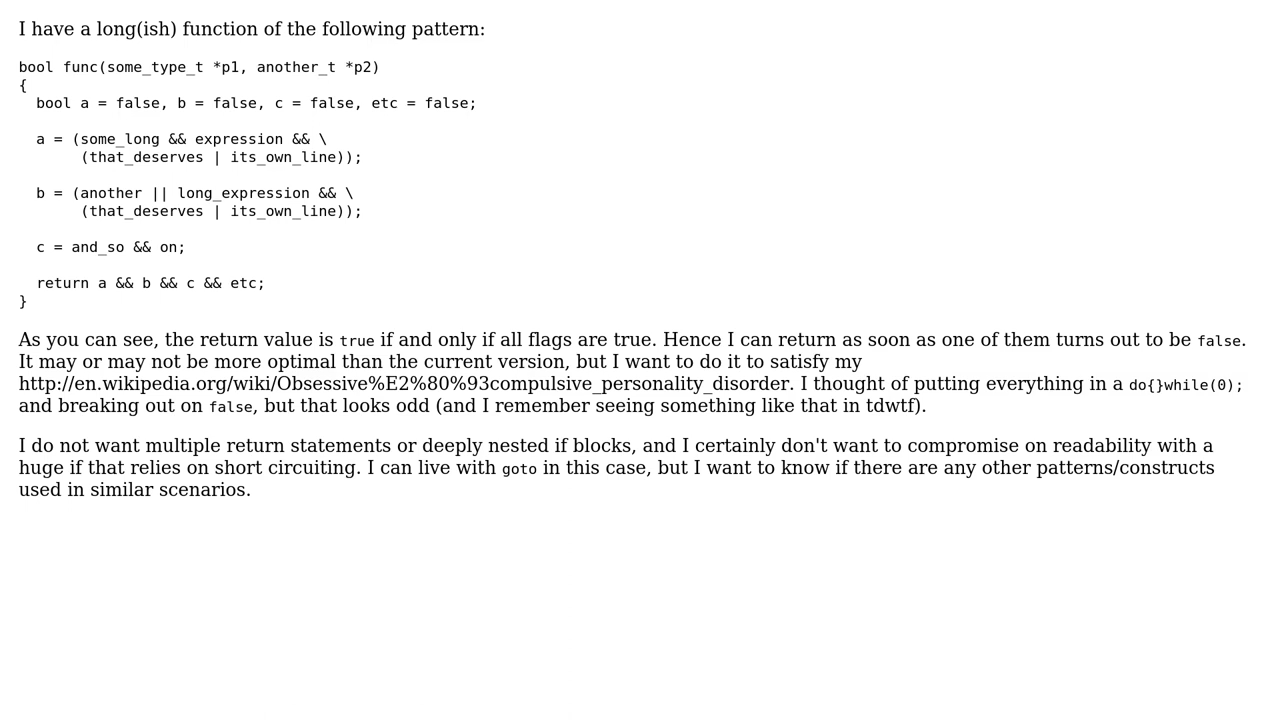 I have a long(ish) function of the following pattern:
bool func(some_type_t *p1, another_t *p2)
{
  bool a = false, b = false, c = false, etc = false;
  a = (some_long && expression && \
       (that_deserves | its_own_line));
  b = (another || long_expression && \
       (that_deserves | its_own_line));
  c = and_so && on;
  return a && b && c && etc;
}
As you can see, the return value is true if and only if all flags are true. Hence I can return as soon as one of them turns out to be false.
It may or may not be more optimal than the current version, but I want to do it to satisfy my
http://en.wikipedia.org/wiki/Obsessive%E2%80%93compulsive_personality_disorder. I thought of putting everything in a do{}while(0);
and breaking out on false, but that looks odd (and I remember seeing something like that in tdwtf).
I do not want multiple return statements or deeply nested if blocks, and I certainly don't want to compromise on readability with a
huge if that relies on short circuiting. I can live with goto in this case, but I want to know if there are any other patterns/constructs
used in similar scenarios.